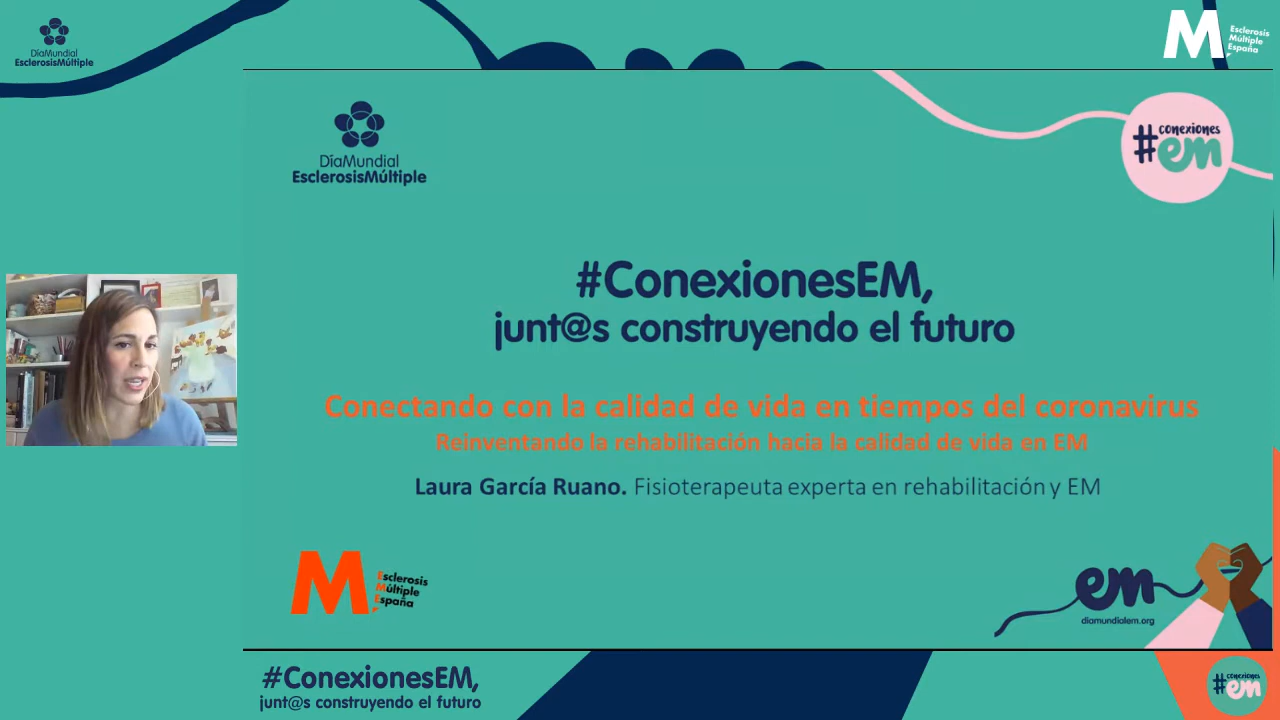 DíaMundial
EsclerosisMúltiple
M
Esclerosis
Múltiple
España
DíaMundial
EsclerosisMúltiple
#conexiones
em
#ConexionesEM,
junt@s construyendo el futuro
Conectando con la calidad de vida en tiempos del coronavirus
Reinventando la rehabilitación hacia la calidad de vida en EM
Laura García Ruano. Fisioterapeuta experta en rehabilitación y EM
M
Esclerosis
Múltiple
España
em
diamundialem.org
#ConexionesEM,
junt@s construyendo el futuro
#conexiones
em